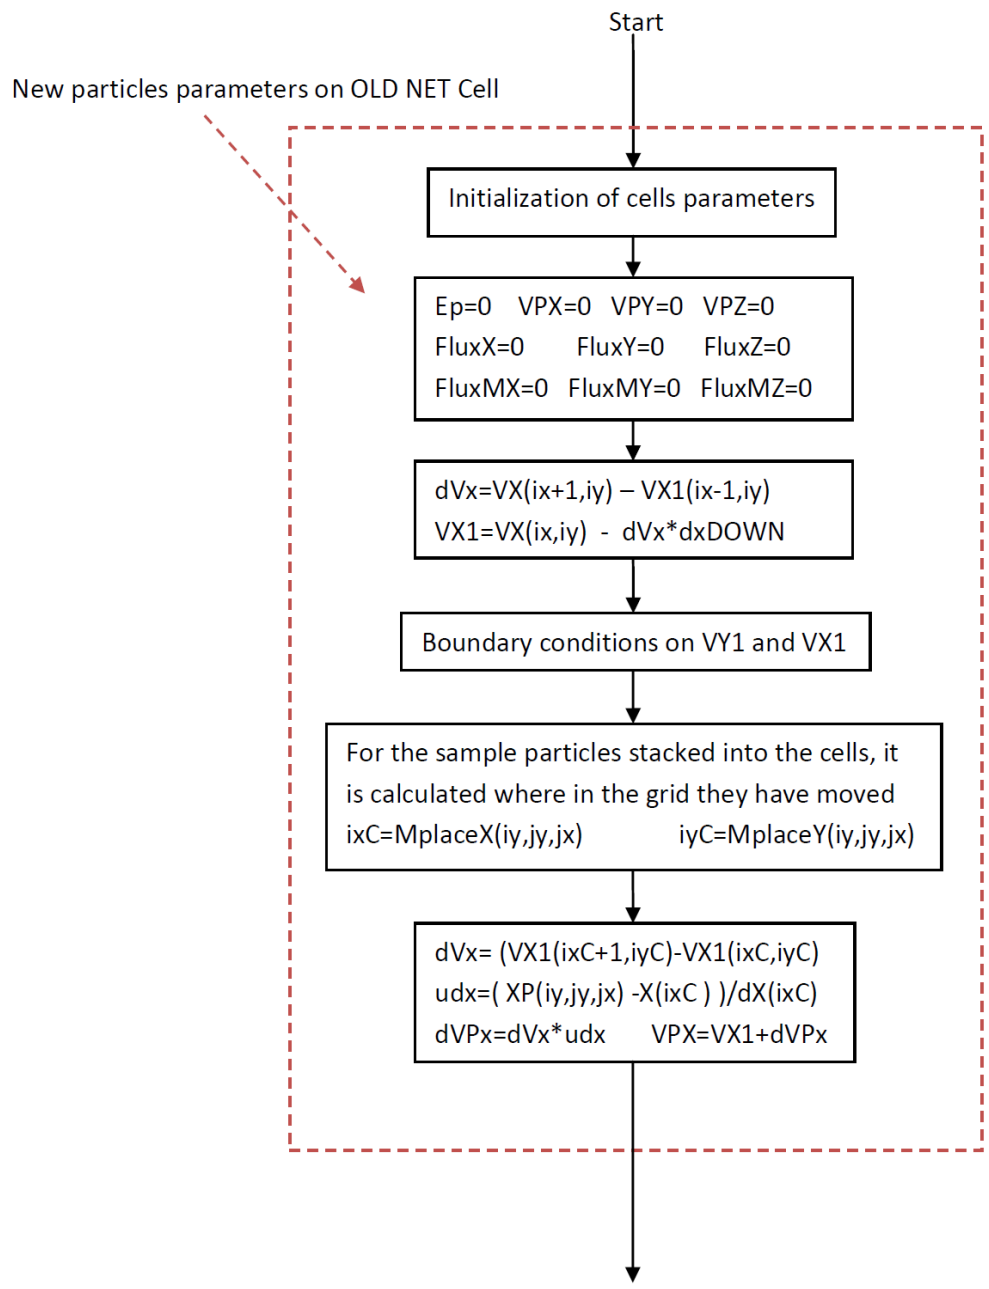 Start
New particles parameters on OLD NET Cell
Initialization of cells parameters
Ep=0 VPX=0 VPY=0 VPZ=0
FluxX=0 FluxY=0 FluxZ=0
FluxMX=0 FluxMY=0 FluxMZ=0
dVx=VX(ix+1,iy) – VX1(ix-1,iy)
VX1=VX(ix,iy) - dVx*dxDOWN
Boundary conditions on VY1 and VX1
For the sample particles stacked into the cells, it
is calculated where in the grid they have moved
ixC=MplaceX(iy,jy,jx) iyC=MplaceY(iy,jy,jx)
dVx= (VX1(ixC+1,iyC)-VX1(ixC,iyC)
udx=( XP(iy,jy,jx) -X(ixC ) )/dX(ixC)
dVPx=dVx*udx VPX=VX1+dVPx